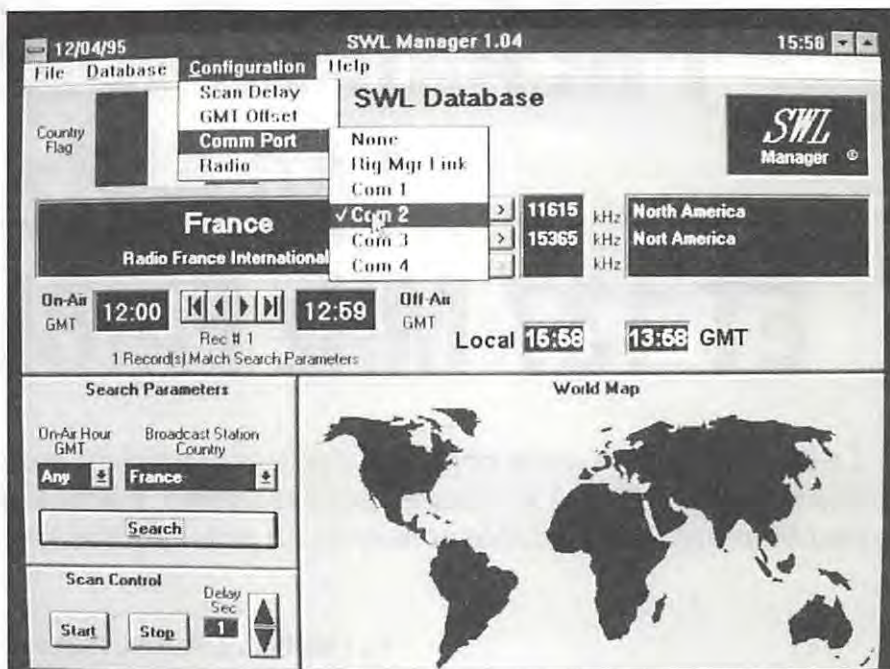 12/04/95 SWL Manager 1.04 15:58
File Database Configuration Help
Scan Delay
GMT Offset
Comm Port
Radio
None
Rig Mgr Link
Com 1
✓Com 2
Com 3
Com 4
SWL Database
Country
Flag
SWL
Manager ©
France
Radio France International
> 11615 kHz North America
> 15365 kHz Nort America
kHz
On-Air
GMT
12:00
12:59
Off-Air
GMT
Rec # 1
1 Record(s) Match Search Parameters
Local 15:58 13:58 GMT
Search Parameters
On-Air Hour
GMT
Broadcast Station
Country
Any
France
Search
Scan Control
Start
Stop
Delay
Sec
1
World Map